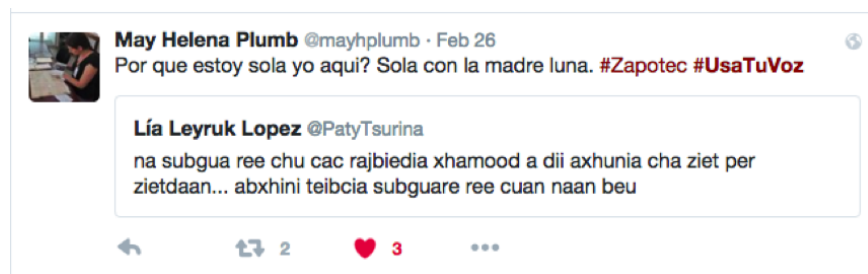 May Helena Plumb @mayhplumb · Feb 26
Por que estoy sola yo aqui? Sola con la madre luna. #Zapotec #UsaTuVoz
Lía Leyruk Lopez @PatyTsurina
na subgua ree chu cac rajbiedia xhamood a dii axhunia cha ziet per
zietdaan... abxhini teibcia subguare ree cuan naan beu
2
3